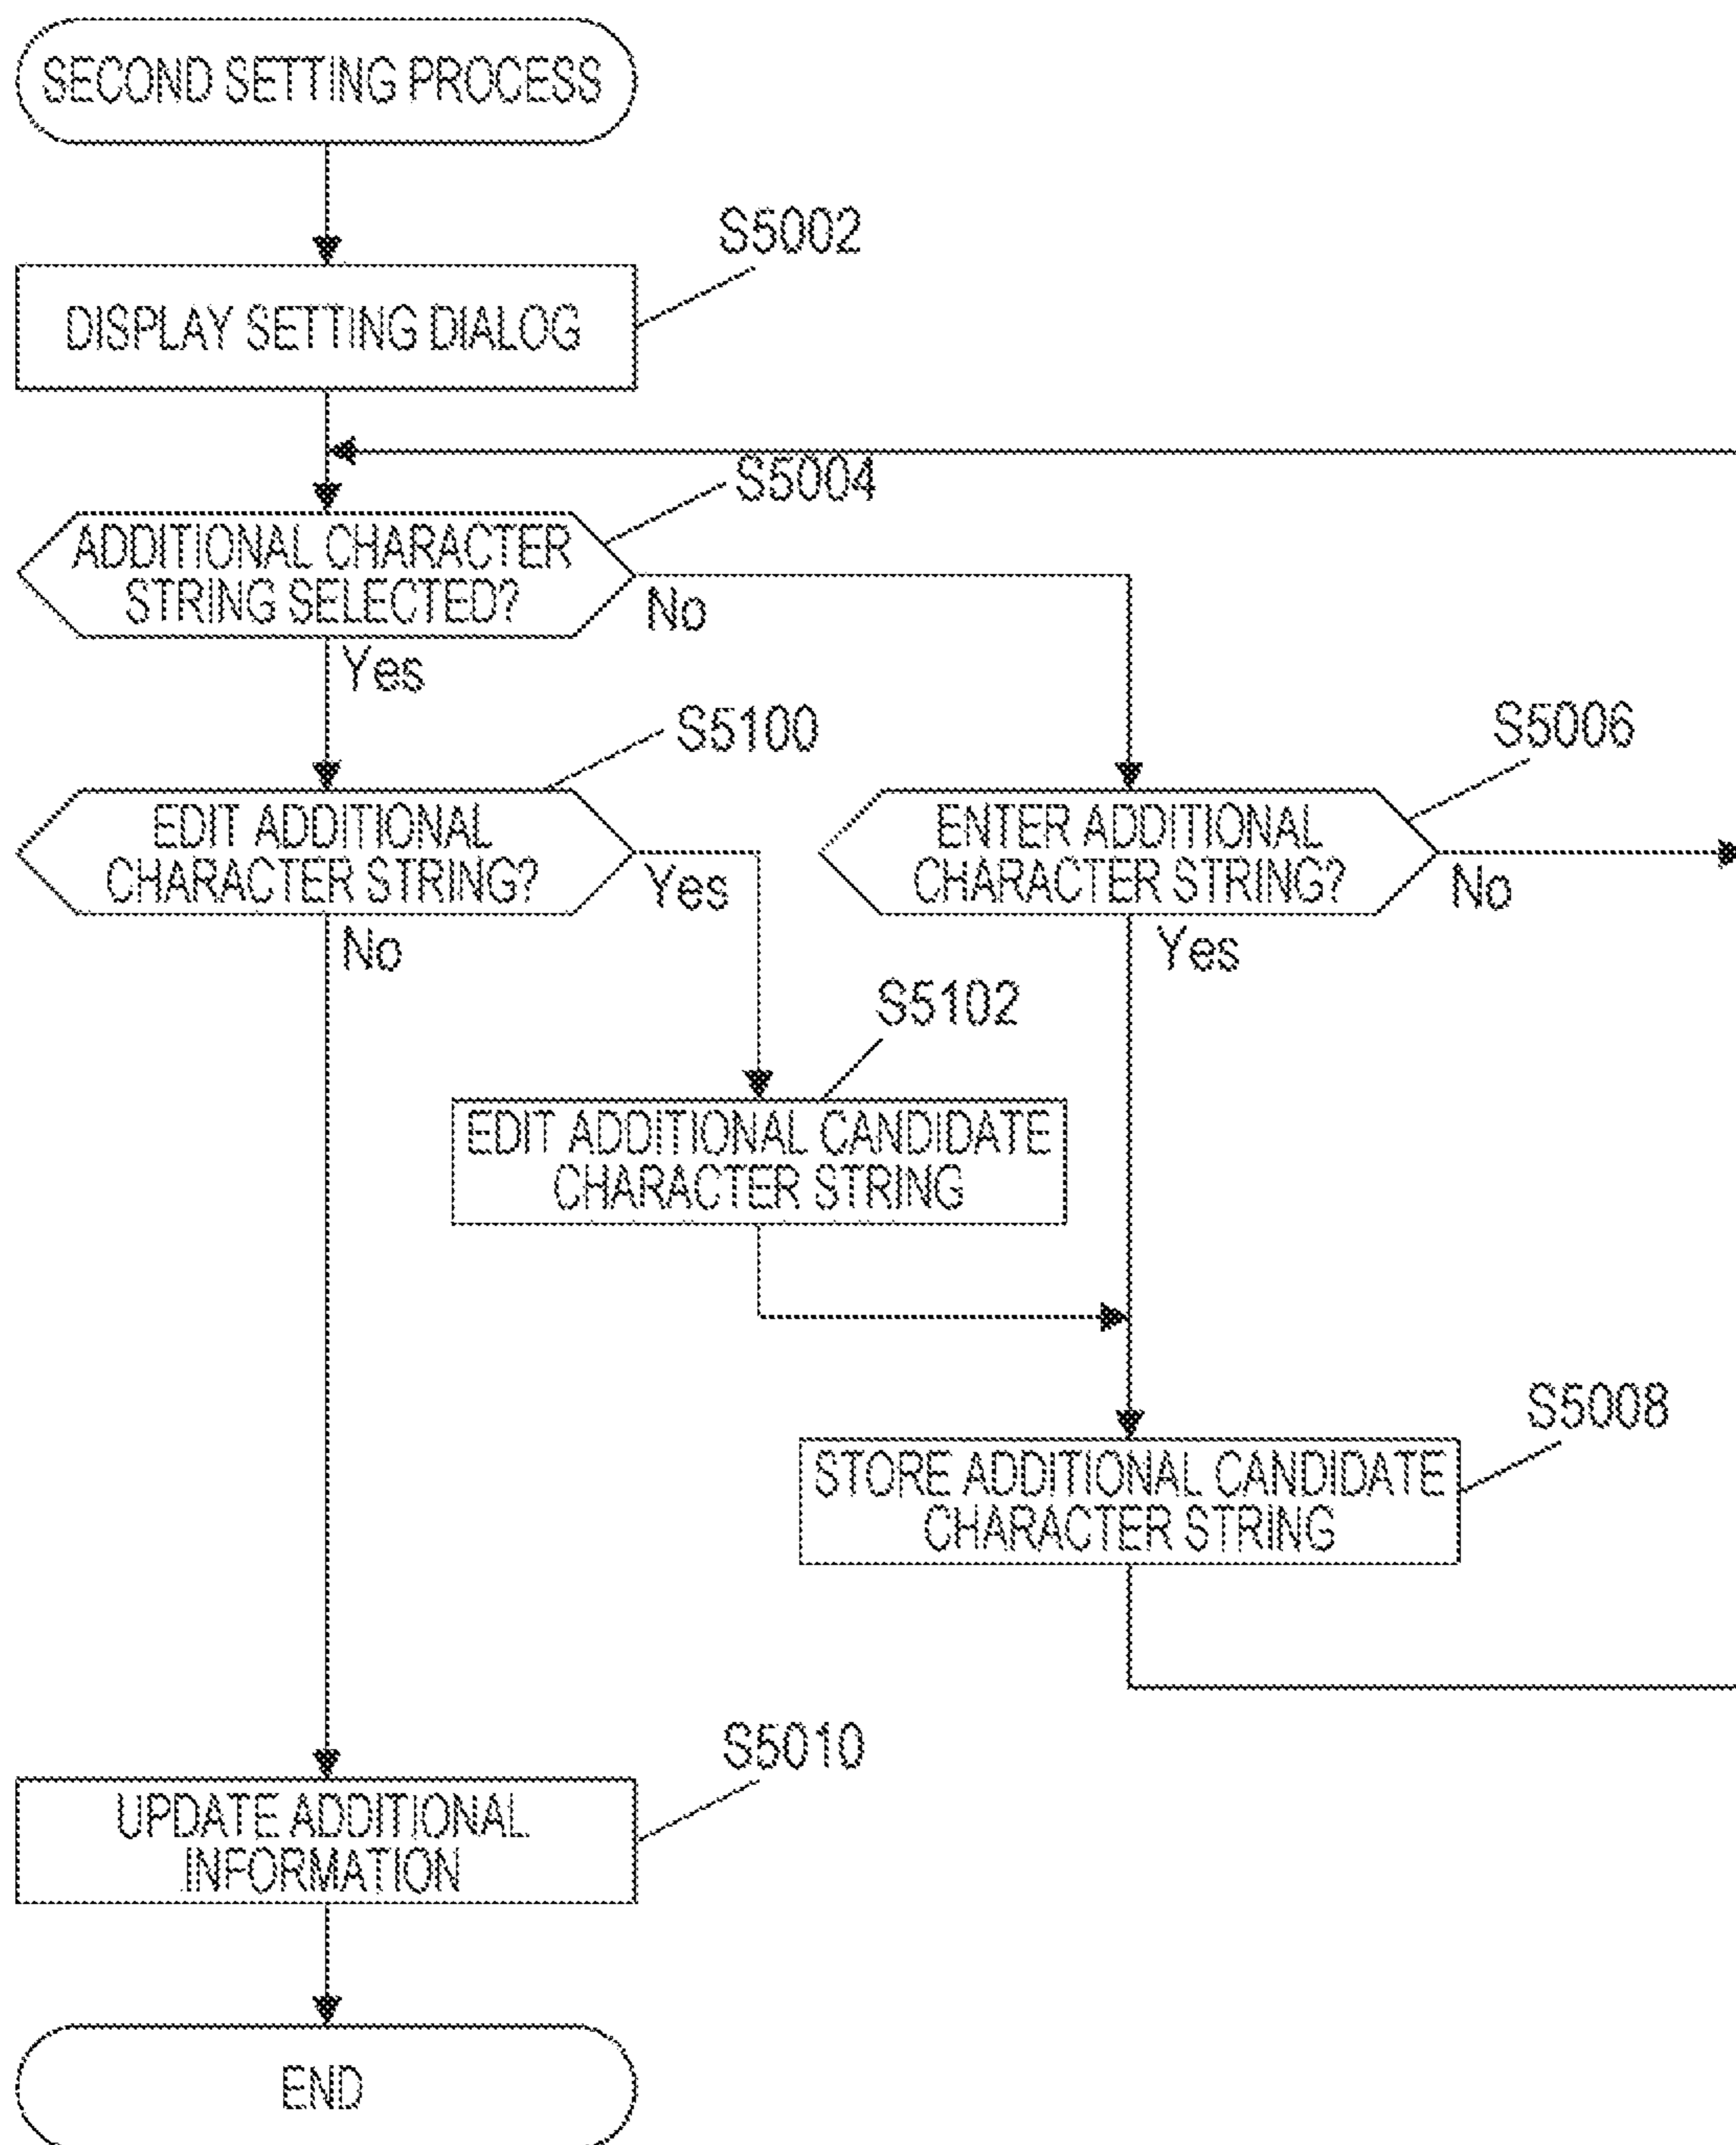 SECOND SETTING PROCESS
S5002
DISPLAY SETTING DIALOG
S5004
ADDITIONAL CHARACTER
STRING SELECTED?
No
Yes
S5100
S5006
EDIT ADDITIONAL
CHARACTER STRING?
Yes
No
ENTER ADDITIONAL
CHARACTER STRING?
No
Yes
S5102
EDIT ADDITIONAL CANDIDATE
CHARACTER STRING
S5008
STORE ADDITIONAL CANDIDATE
CHARACTER STRING
S5010
UPDATE ADDITIONAL
INFORMATION
END